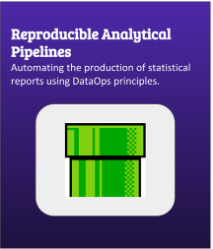 Reproducible Analytical
Pipelines
Automating the production of statistical
reports using DataOps principles.